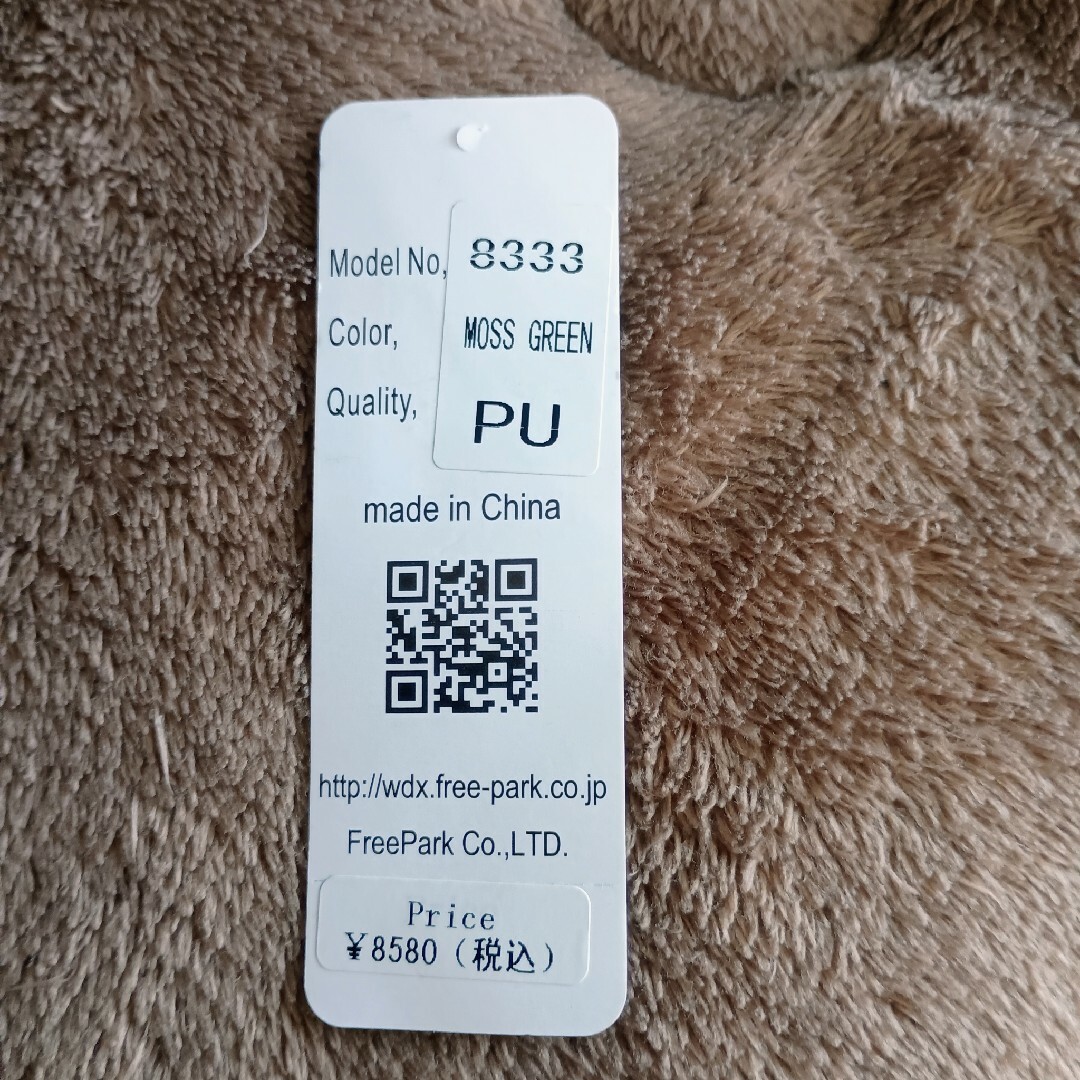 Model No, 8333
Color, MOSS GREEN
Quality, PU
made in China
http://wdx.free-park.co.jp
FreePark Co.,LTD.
Price
￥8580（税込）